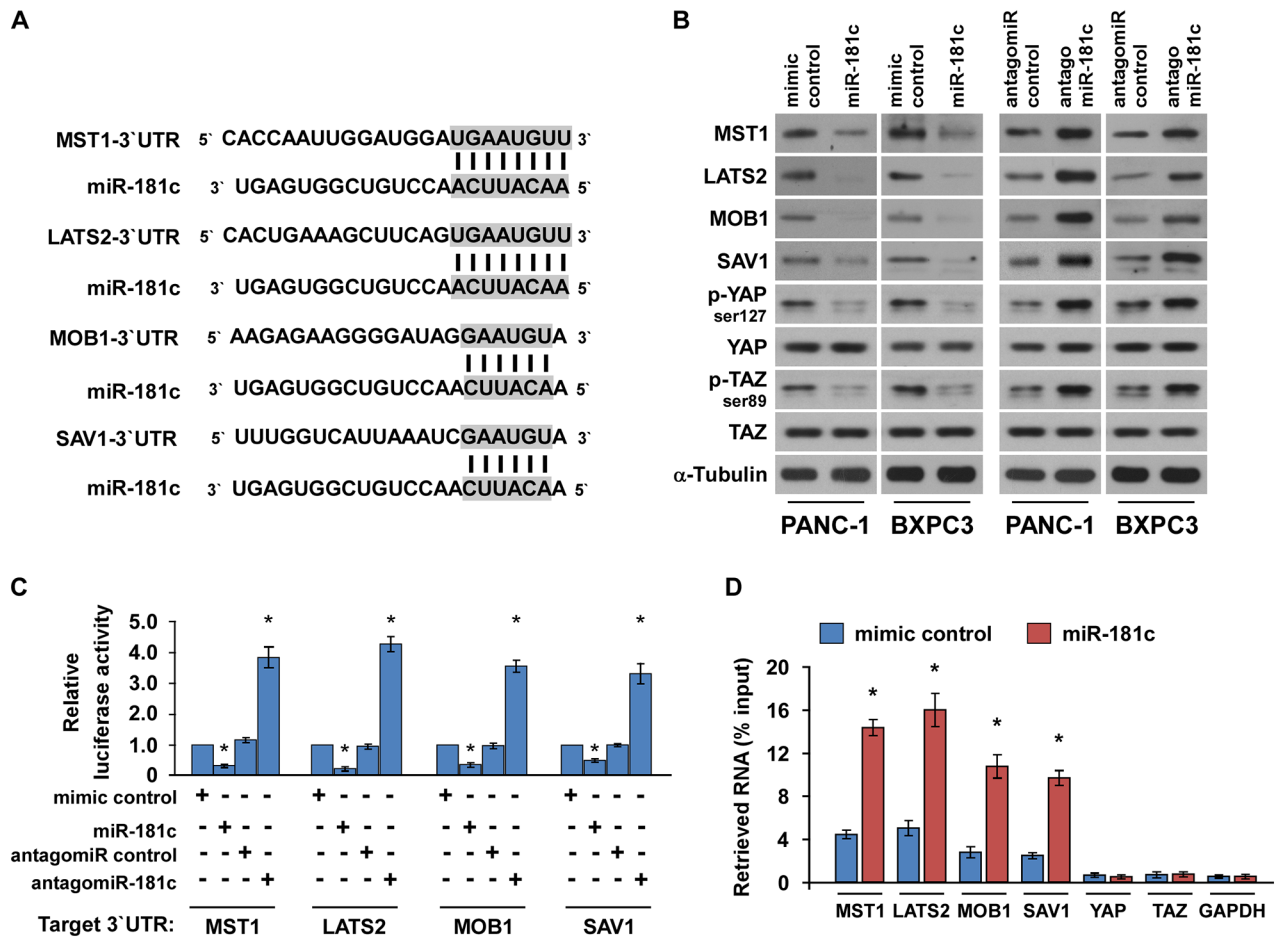 A
MST1-3`UTR 5` CACCAAUUGGAUGGAUGAAUGUU 3`
miR-181c 3` UGAGUGGCUGUCCAACUUACAA 5`
LATS2-3`UTR 5` CACUGAAAGCUUCAGUGAAUGUU 3`
miR-181c 3` UGAGUGGCUGUCCAACUUACAA 5`
MOB1-3`UTR 5` AAGAGAAGGGGAUAGGAAUGUA 3`
miR-181c 3` UGAGUGGCUGUCCAACUUACAA 5`
SAV1-3`UTR 5` UUUGGUCAUUAAAUCGAAUGUA 3`
miR-181c 3` UGAGUGGCUGUCCAACUUACAA 5`
B
mimic
control
miR-181c
mimic
control
miR-181c
antagomiR
control
antago
miR-181c
antagomiR
control
antago
miR-181c
MST1
LATS2
MOB1
SAV1
p-YAP
ser127
YAP
p-TAZ
ser89
TAZ
α-Tubulin
PANC-1 BXPC3 PANC-1 BXPC3
C
Relative
luciferase activity
5.0
4.0
3.0
2.0
1.0
0
* * * * * * * *
mimic control + - - - + - - - + - - - + - - -
miR-181c - + - - - + - - - + - - - + - -
antagomiR control - - + - - - + - - - + - - - + -
antagomiR-181c - - - + - - - + - - - + - - - +
Target 3`UTR: MST1 LATS2 MOB1 SAV1
D
mimic control miR-181c
Retrieved RNA (% input)
20
16
12
8
4
0
* * * *
MST1 LATS2 MOB1 SAV1 YAP TAZ GAPDH